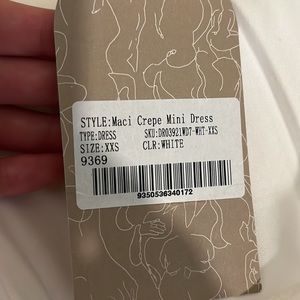 STYLE:Maci Crepe Mini Dress
TYPE:DRESS SKU:DR03921WD7-WHT-XXS
SIZE:XXS CLR:WHITE
9369
9350536340172